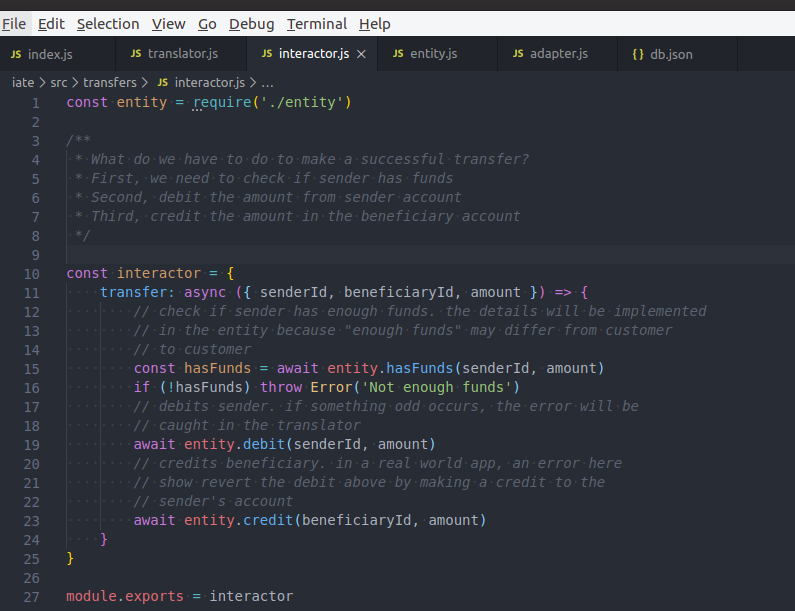 File Edit Selection View Go Debug Terminal Help
JS index.js JS translator.js JS interactor.js × JS entity.js JS adapter.js {} db.json
iate > src > transfers > JS interactor.js > ...
1 const entity = require('./entity')
2
3 /**
4 * What do we have to do to make a successful transfer?
5 * First, we need to check if sender has funds
6 * Second, debit the amount from sender account
7 * Third, credit the amount in the beneficiary account
8 */
9
10 const interactor = {
11 transfer: async ({ senderId, beneficiaryId, amount }) => {
12 // check if sender has enough funds. the details will be implemented
13 // in the entity because "enough funds" may differ from customer
14 // to customer
15 const hasFunds = await entity.hasFunds(senderId, amount)
16 if (!hasFunds) throw Error('Not enough funds')
17 // debits sender. if something odd occurs, the error will be
18 // caught in the translator
19 await entity.debit(senderId, amount)
20 // credits beneficiary. in a real world app, an error here
21 // show revert the debit above by making a credit to the
22 // sender's account
23 await entity.credit(beneficiaryId, amount)
24 }
25 }
26
27 module.exports = interactor